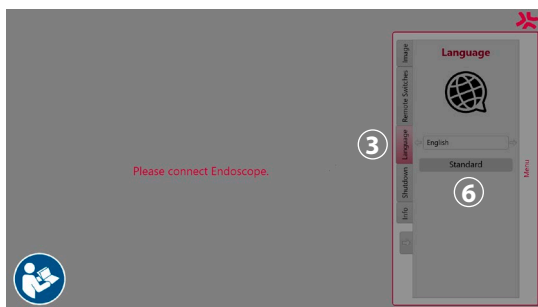 Language
Image
Remote Switches
Language
Shutdown
Info
3
English
Standard
6
Menu
Please connect Endoscope.